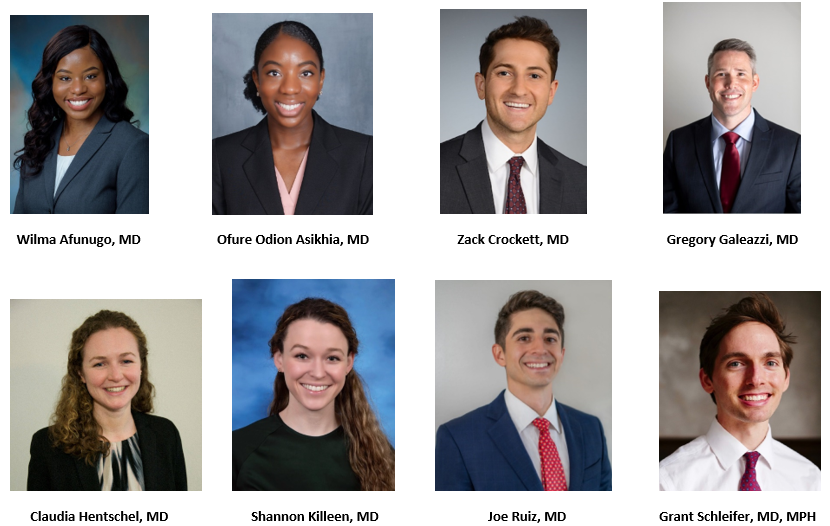 Wilma Afunugo, MD
Ofure Odion Asikhia, MD
Zack Crockett, MD
Gregory Galeazzi, MD
Claudia Hentschel, MD
Shannon Killeen, MD
Joe Ruiz, MD
Grant Schleifer, MD, MPH